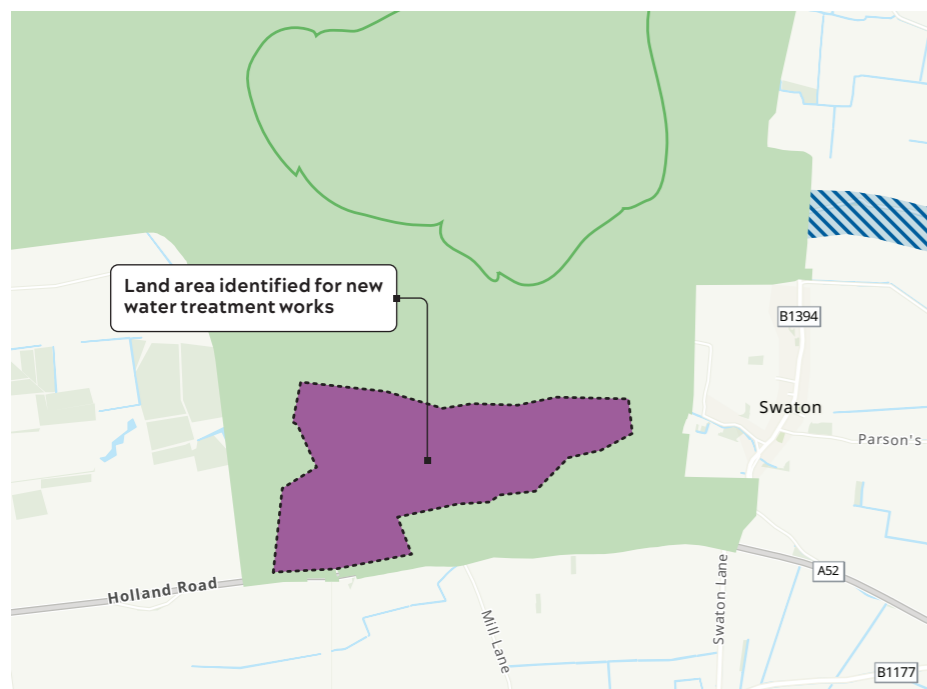 Land area identified for new
water treatment works
B1394
Swaton
Parson's
A52
Holland Road
Swaton Lane
Mill Lane
B1177